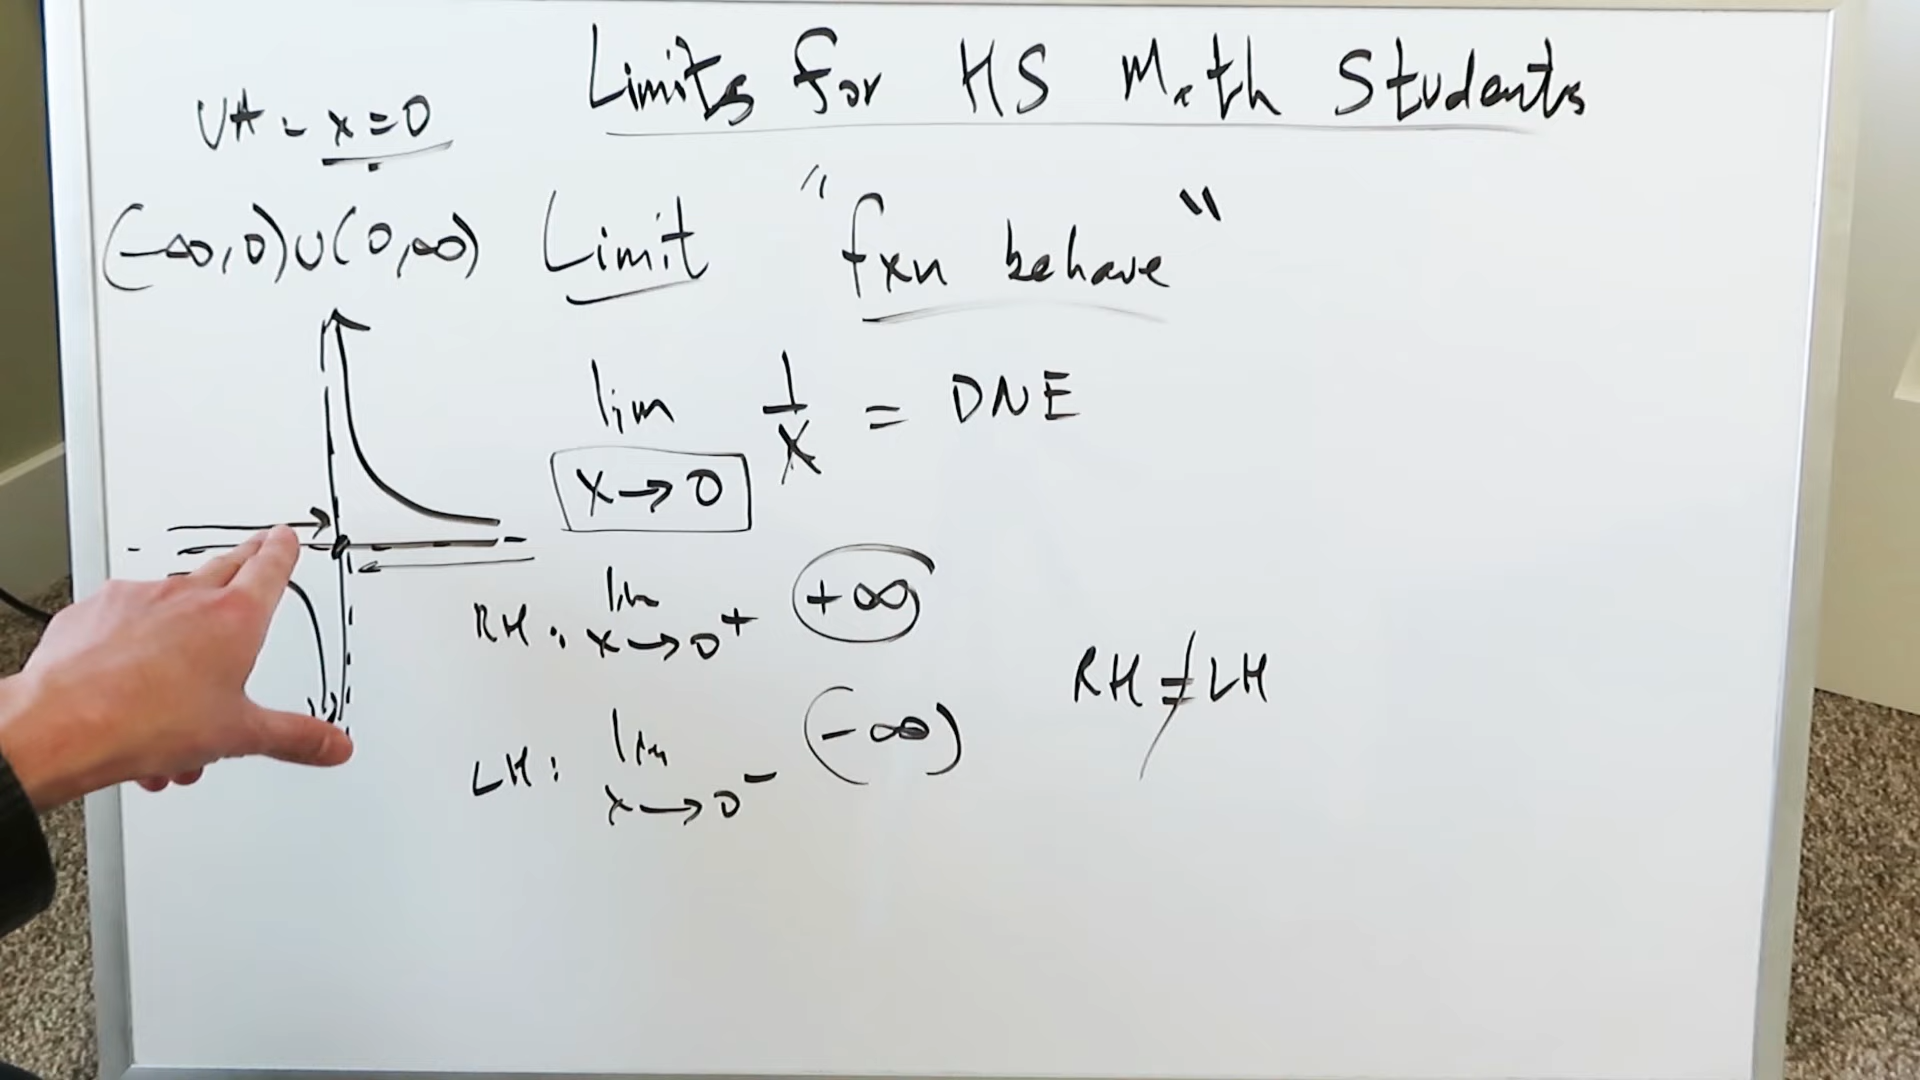 Limits for HS Math Students
VA - x=0
(-∞,0)∪(0,∞)
Limit "fxn behave"
lim 1/x = DNE
x→0
RH: lim x→0⁺ +∞
LH: lim x→0⁻ (-∞)
RH ≠ LH